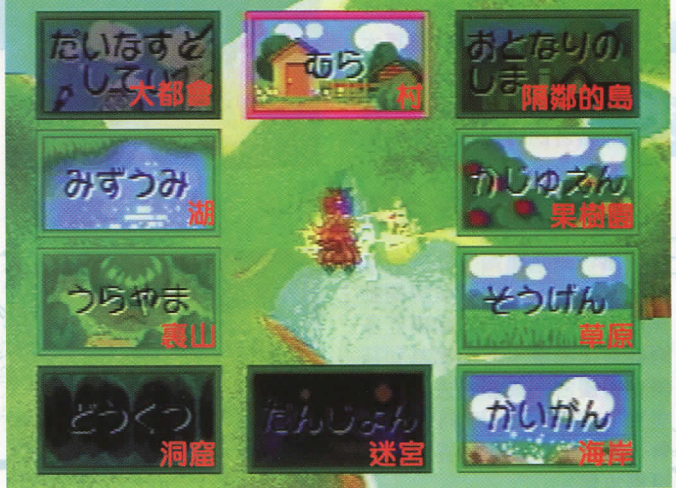 だいなすと
してぃ
大都會
むら
村
おとなりの
しまへ
隔鄰的島
みずうみ
湖
かじゅえん
果樹園
うらやま
裏山
そうげん
草原
どうくつ
洞窟
だんじょん
迷宮
かいがん
海岸